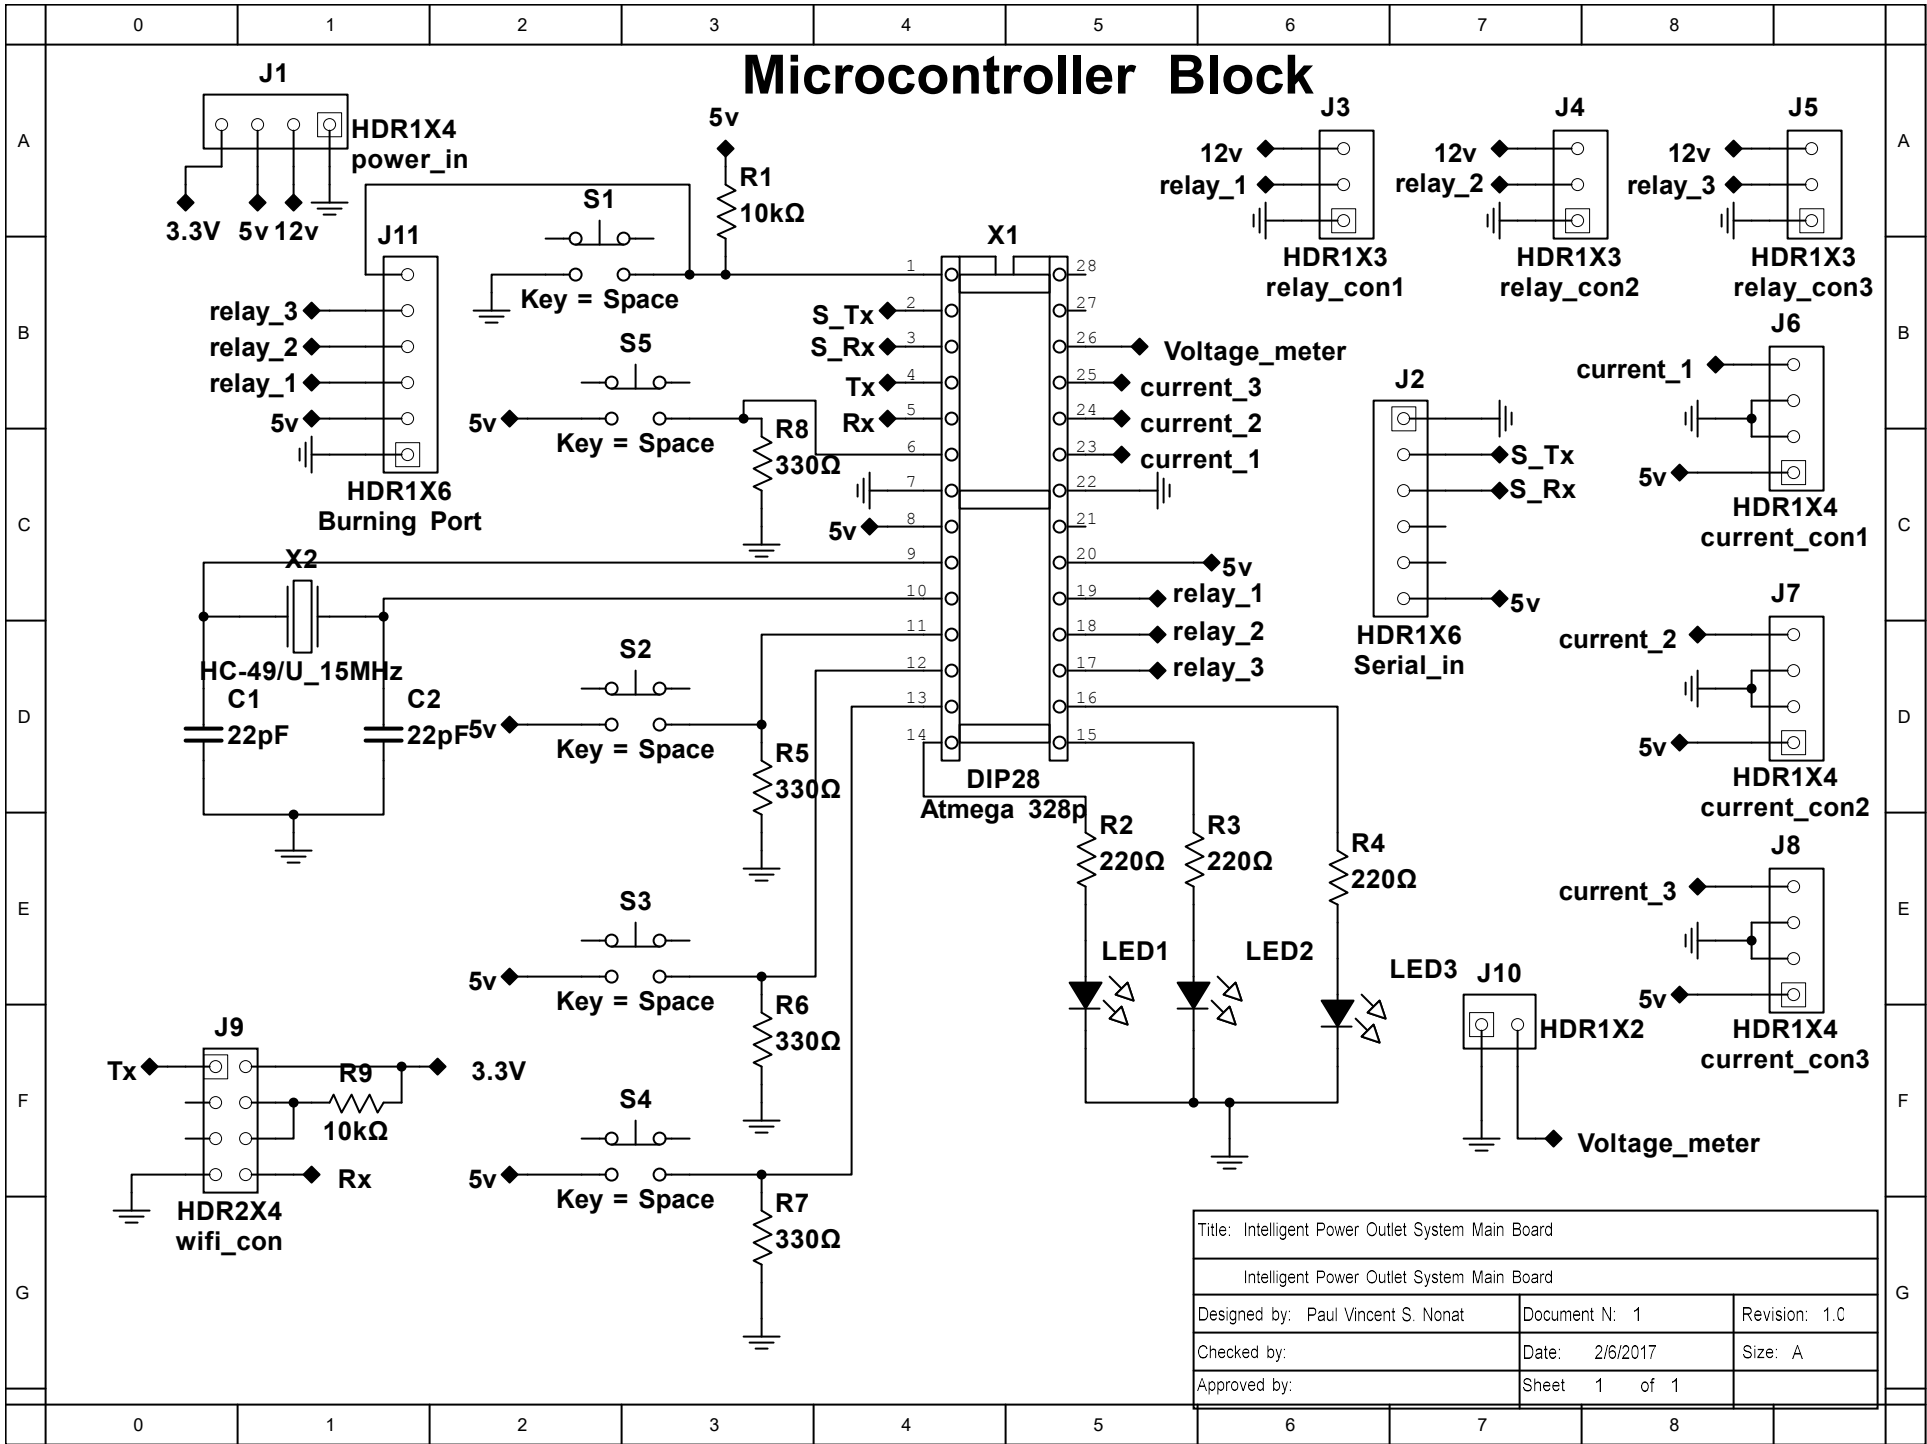 0 1 2 3 4 5 6 7 8
Microcontroller Block
A
A
J1
HDR1X4
power_in
3.3V 5v 12v
5v
R1
10kΩ
S1
Key = Space
J3
12v
relay_1
HDR1X3
relay_con1
J4
12v
relay_2
HDR1X3
relay_con2
J5
12v
relay_3
HDR1X3
relay_con3
B
B
J11
relay_3
relay_2
relay_1
5v
HDR1X6
Burning Port
S5
5v
Key = Space
R8
330Ω
X1
S_Tx
S_Rx
Tx
Rx
5v
1
2
3
4
5
6
7
8
9
10
11
12
13
14
28
27
26
25
24
23
22
21
20
19
18
17
16
15
Voltage_meter
current_3
current_2
current_1
5v
relay_1
relay_2
relay_3
DIP28
Atmega 328p
J2
S_Tx
S_Rx
5v
HDR1X6
Serial_in
J6
current_1
5v
HDR1X4
current_con1
C
C
X2
HC-49/U_15MHz
C1
22pF
C2
22pF
S2
5v
Key = Space
R5
330Ω
J7
current_2
5v
HDR1X4
current_con2
D
D
R2
220Ω
R3
220Ω
R4
220Ω
LED1
LED2
LED3
J8
current_3
5v
HDR1X4
current_con3
E
E
S3
5v
Key = Space
R6
330Ω
J10
HDR1X2
Voltage_meter
F
F
J9
Tx
R9
10kΩ
3.3V
Rx
HDR2X4
wifi_con
S4
5v
Key = Space
R7
330Ω
G
G
Title: Intelligent Power Outlet System Main Board
Intelligent Power Outlet System Main Board
Designed by: Paul Vincent S. Nonat
Document N: 1
Revision: 1.0
Checked by:
Date: 2/6/2017
Size: A
Approved by:
Sheet 1 of 1
0 1 2 3 4 5 6 7 8